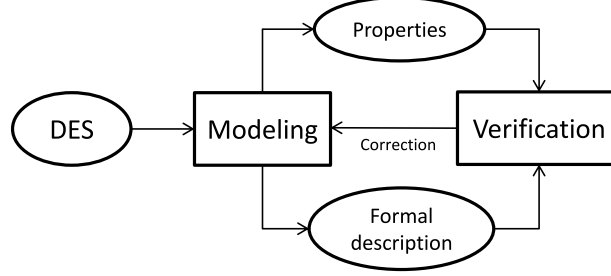 Properties
DES
Modeling
Verification
Correction
Formal
description